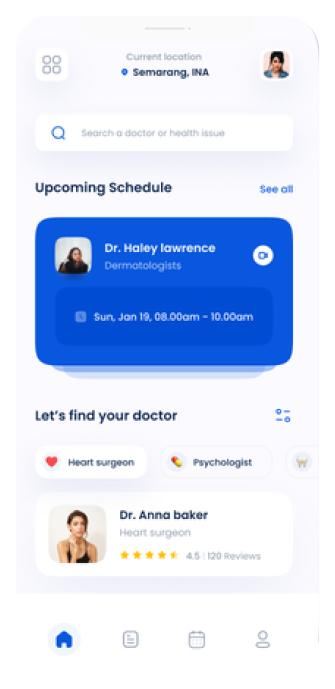 Current location
Semarang, INA
Search a doctor or health issue
Upcoming Schedule
See all
Dr. Haley lawrence
Dermatologists
Sun, Jan 19, 08.00am - 10.00am
Let's find your doctor
Heart surgeon
Psychologist
Dr. Anna baker
Heart surgeon
4.5 | 120 Reviews